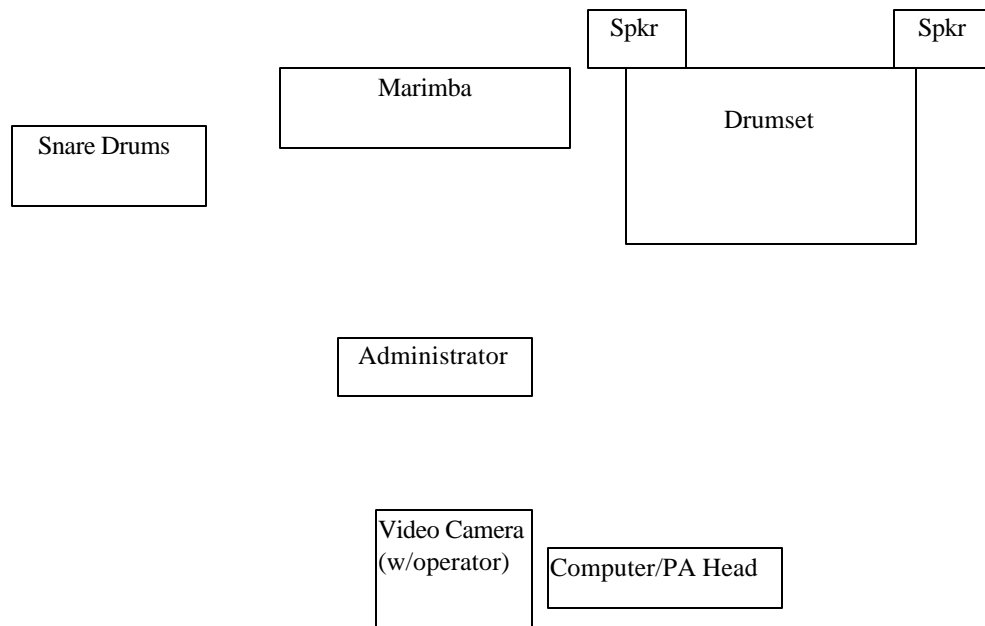 Spkr
Spkr
Marimba
Drumset
Snare Drums
Administrator
Video Camera
(w/operator)
Computer/PA Head